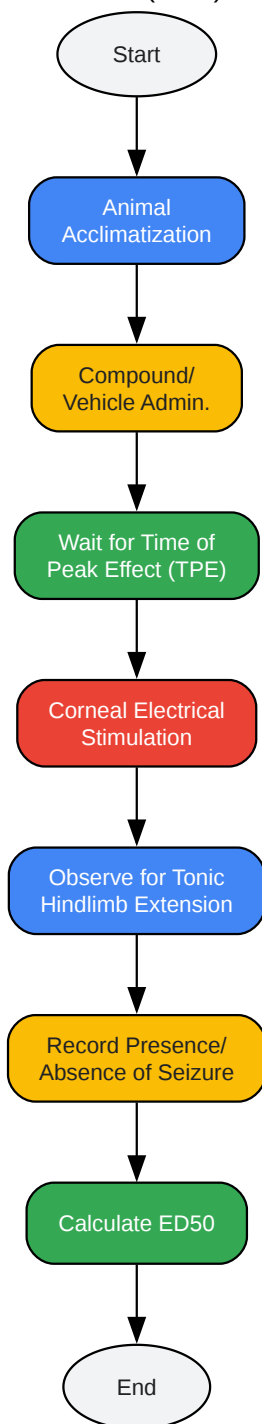 Start
Animal
Acclimatization
Compound/
Vehicle Admin.
Wait for Time of
Peak Effect (TPE)
Corneal Electrical
Stimulation
Observe for Tonic
Hindlimb Extension
Record Presence/
Absence of Seizure
Calculate ED50
End